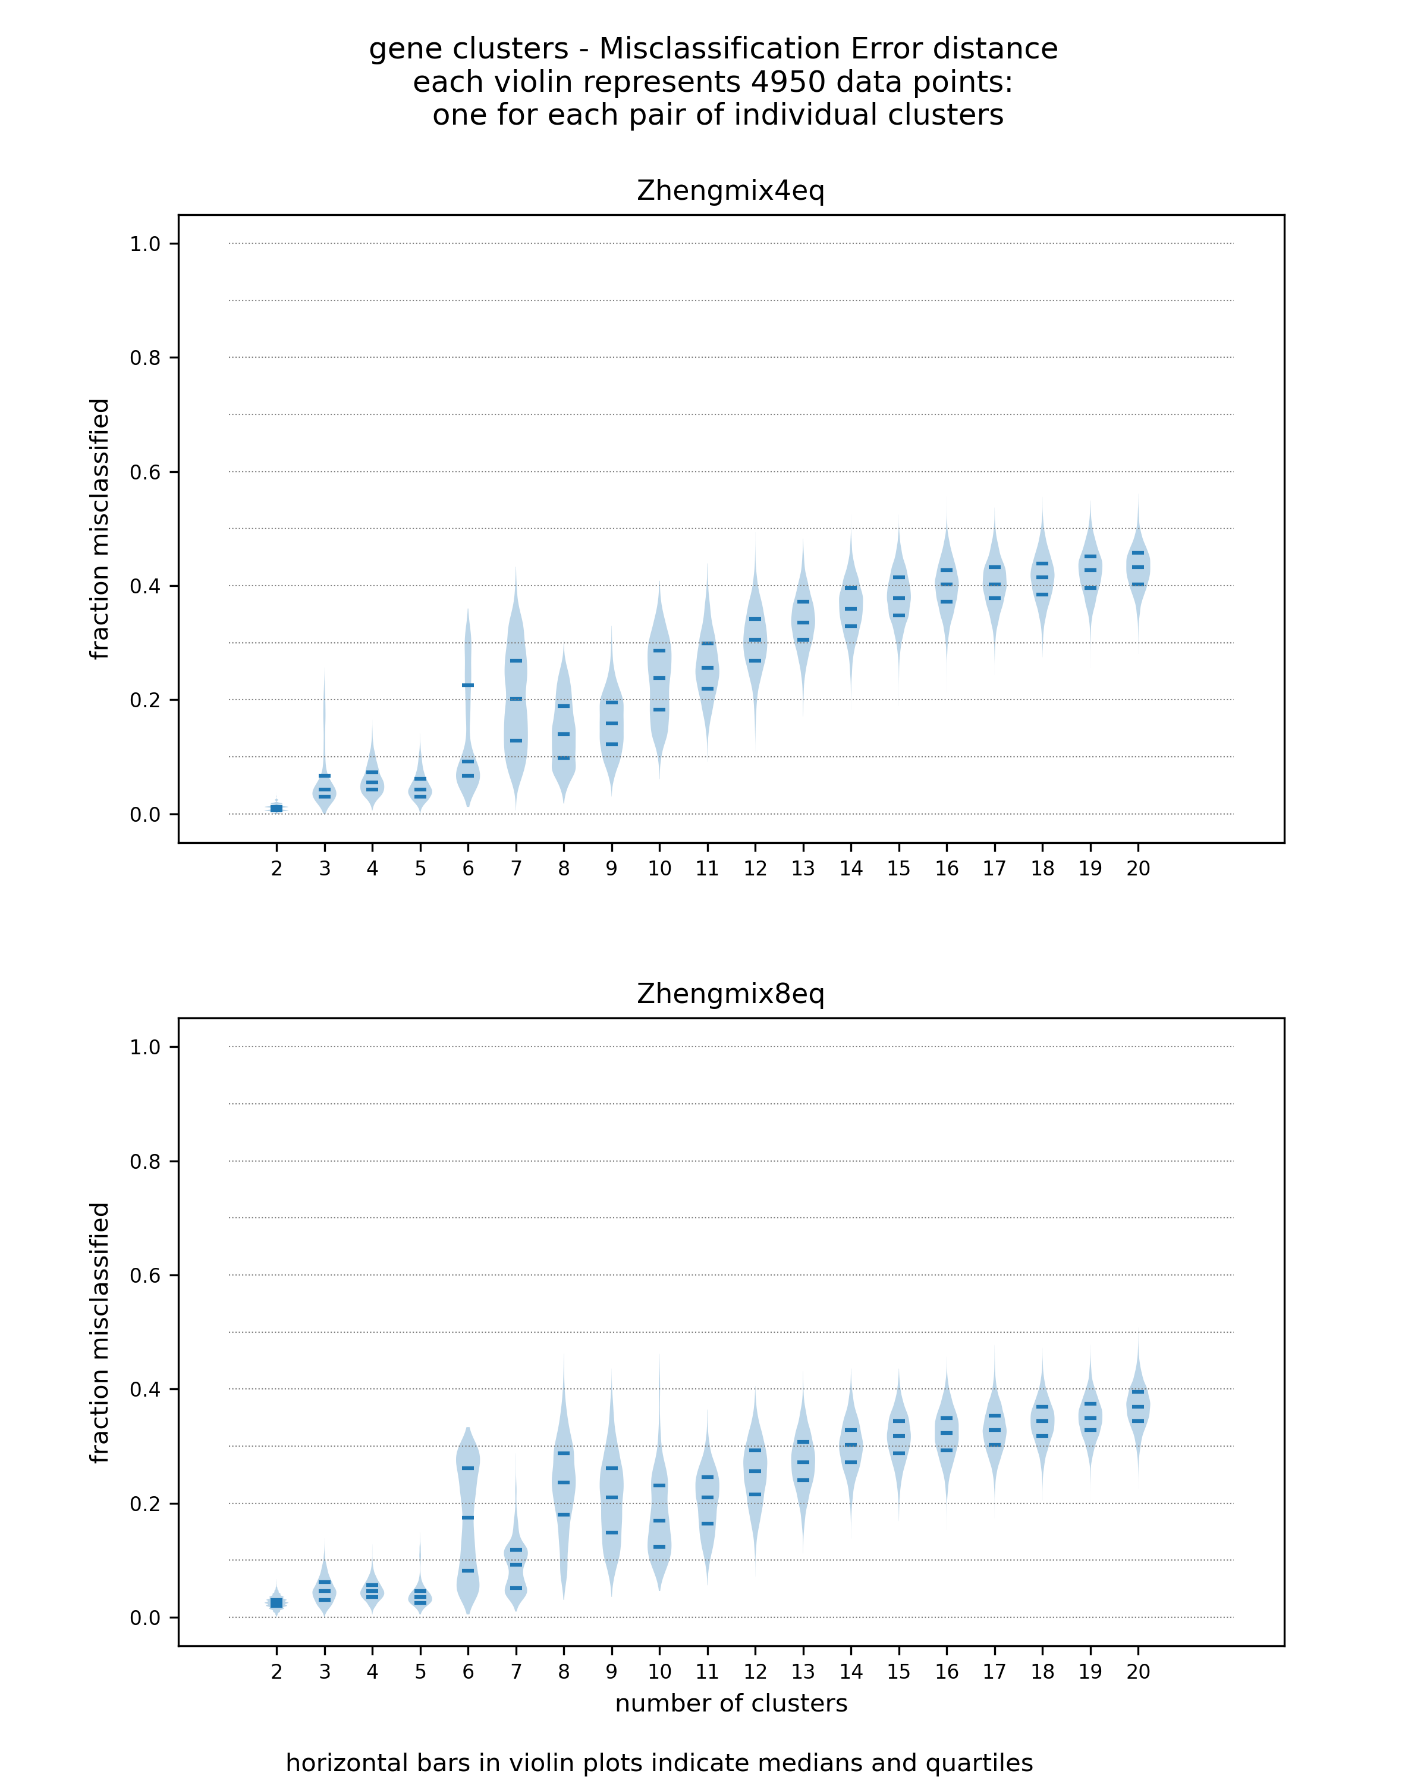 gene clusters - Misclassification Error distance
each violin represents 4950 data points:
one for each pair of individual clusters
Zhengmix4eq
fraction misclassified
1.0
0.8
0.6
0.4
0.2
0.0
2 3 4 5 6 7 8 9 10 11 12 13 14 15 16 17 18 19 20
Zhengmix8eq
fraction misclassified
1.0
0.8
0.6
0.4
0.2
0.0
2 3 4 5 6 7 8 9 10 11 12 13 14 15 16 17 18 19 20
number of clusters
horizontal bars in violin plots indicate medians and quartiles